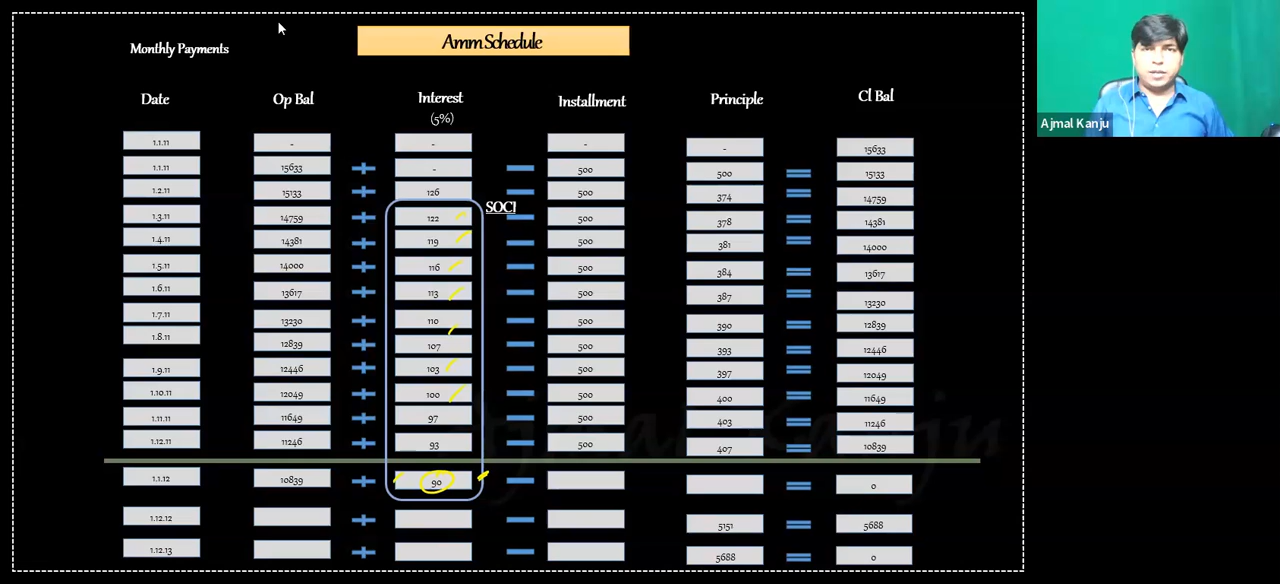 Amm Schedule
Monthly Payments
Date Op Bal Interest Installment Principle Cl Bal
(5%)
1.1.11 - - - - 15633
1.1.11 15633 - 500 500 15133
1.2.11 15133 126 500 374 14759
SOCI
1.3.11 14759 122 500 378 14381
1.4.11 14381 119 500 381 14000
1.5.11 14000 116 500 384 13617
1.6.11 13617 113 500 387 13230
1.7.11 13230 110 500 390 12839
1.8.11 12839 107 500 393 12446
1.9.11 12446 103 500 397 12049
1.10.11 12049 100 500 400 11649
1.11.11 11649 97 500 403 11246
1.12.11 11246 93 500 407 10839
1.1.12 10839 90 0
1.12.12 5151 5688
1.12.13 5688 0
Ajmal Kanju
Ajmal Kanju